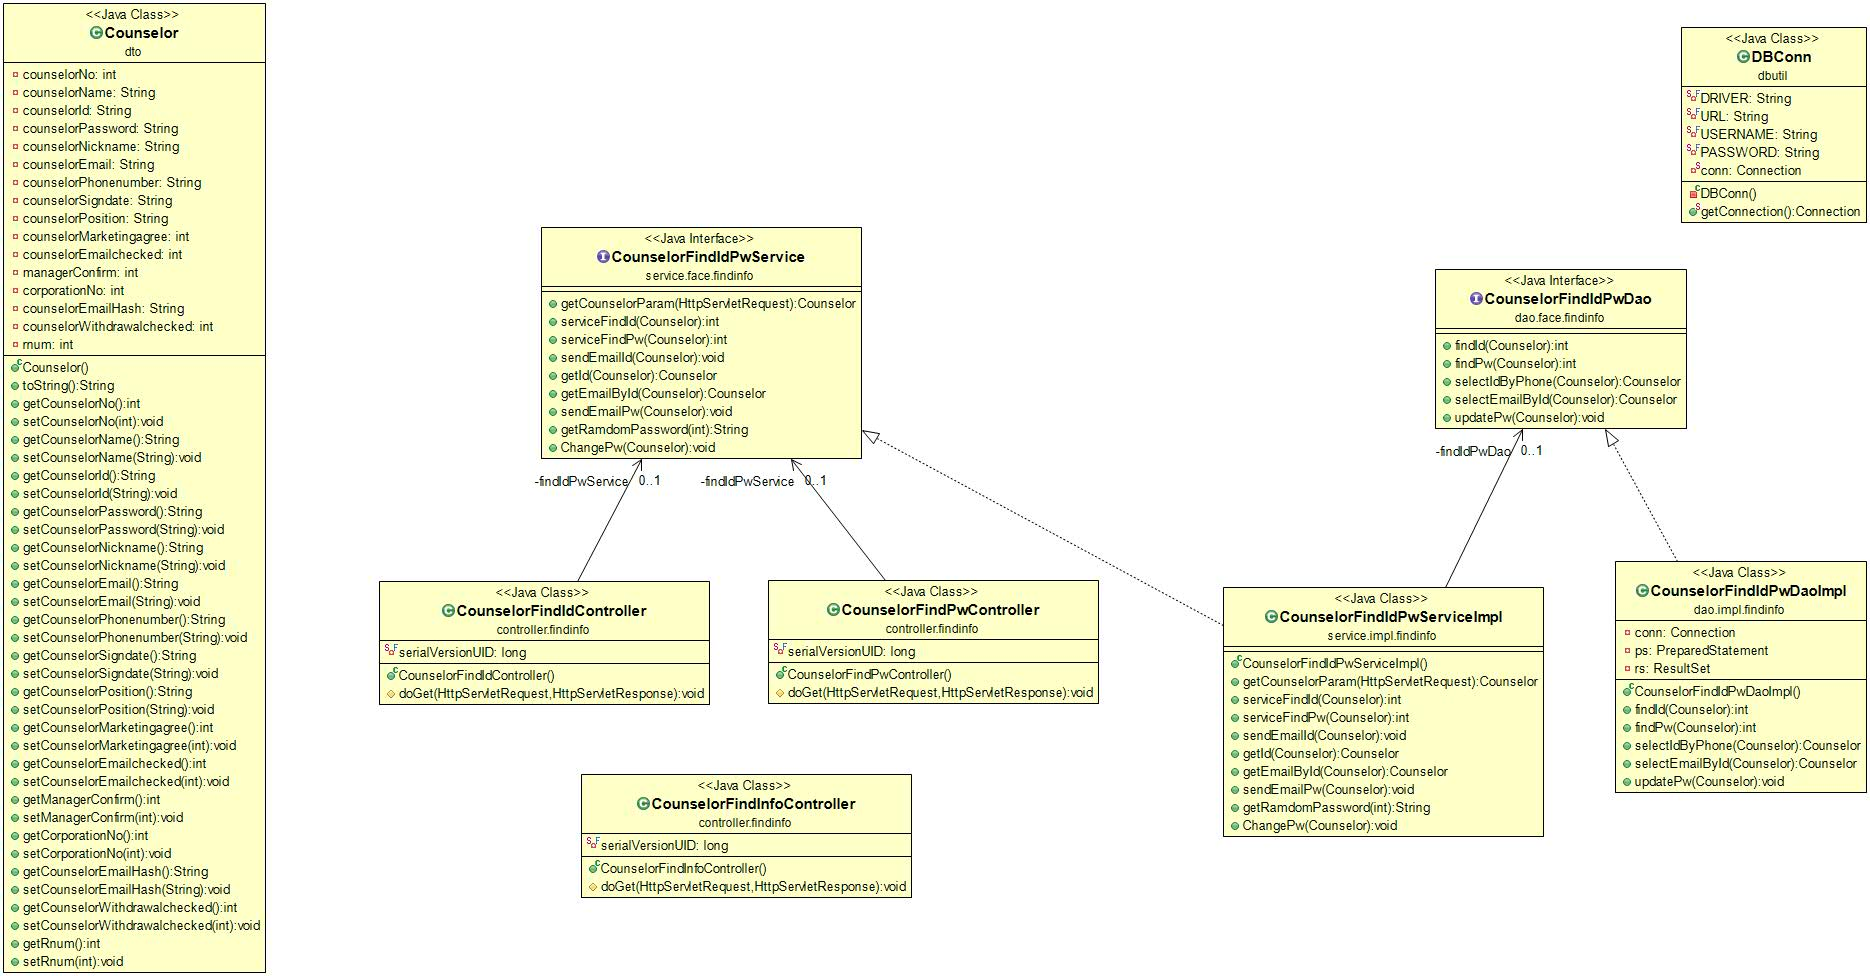 <<Java Class>>
Counselor
dto
counselorNo: int
counselorName: String
counselorId: String
counselorPassword: String
counselorNickname: String
counselorEmail: String
counselorPhonenumber: String
counselorSigndate: String
counselorPosition: String
counselorMarketingagree: int
counselorEmailchecked: int
managerConfirm: int
corporationNo: int
counselorEmailHash: String
counselorWithdrawalchecked: int
rnum: int
Counselor()
toString():String
getCounselorNo():int
setCounselorNo(int):void
getCounselorName():String
setCounselorName(String):void
getCounselorId():String
setCounselorId(String):void
getCounselorPassword():String
setCounselorPassword(String):void
getCounselorNickname():String
setCounselorNickname(String):void
getCounselorEmail():String
setCounselorEmail(String):void
getCounselorPhonenumber():String
setCounselorPhonenumber(String):void
getCounselorSigndate():String
setCounselorSigndate(String):void
getCounselorPosition():String
setCounselorPosition(String):void
getCounselorMarketingagree():int
setCounselorMarketingagree(int):void
getCounselorEmailchecked():int
setCounselorEmailchecked(int):void
getManagerConfirm():int
setManagerConfirm(int):void
getCorporationNo():int
setCorporationNo(int):void
getCounselorEmailHash():String
setCounselorEmailHash(String):void
getCounselorWithdrawalchecked():int
setCounselorWithdrawalchecked(int):void
getRnum():int
setRnum(int):void
<<Java Interface>>
CounselorFindIdPwService
service.face.findinfo
getCounselorParam(HttpServletRequest):Counselor
serviceFindId(Counselor):int
serviceFindPw(Counselor):int
sendEmailId(Counselor):void
getId(Counselor):Counselor
getEmailById(Counselor):Counselor
sendEmailPw(Counselor):void
getRamdomPassword(int):String
ChangePw(Counselor):void
-findIdPwService 0..1
-findIdPwService 0..1
<<Java Class>>
CounselorFindIdController
controller.findinfo
serialVersionUID: long
CounselorFindIdController()
doGet(HttpServletRequest,HttpServletResponse):void
<<Java Class>>
CounselorFindPwController
controller.findinfo
serialVersionUID: long
CounselorFindPwController()
doGet(HttpServletRequest,HttpServletResponse):void
<<Java Class>>
CounselorFindInfoController
controller.findinfo
serialVersionUID: long
CounselorFindInfoController()
doGet(HttpServletRequest,HttpServletResponse):void
<<Java Class>>
DBConn
dbutil
DRIVER: String
URL: String
USERNAME: String
PASSWORD: String
conn: Connection
DBConn()
getConnection():Connection
<<Java Interface>>
CounselorFindIdPwDao
dao.face.findinfo
findId(Counselor):int
findPw(Counselor):int
selectIdByPhone(Counselor):Counselor
selectEmailById(Counselor):Counselor
updatePw(Counselor):void
-findIdPwDao 0..1
<<Java Class>>
CounselorFindIdPwServiceImpl
service.impl.findinfo
CounselorFindIdPwServiceImpl()
getCounselorParam(HttpServletRequest):Counselor
serviceFindId(Counselor):int
serviceFindPw(Counselor):int
sendEmailId(Counselor):void
getId(Counselor):Counselor
getEmailById(Counselor):Counselor
sendEmailPw(Counselor):void
getRamdomPassword(int):String
ChangePw(Counselor):void
<<Java Class>>
CounselorFindIdPwDaoImpl
dao.impl.findinfo
conn: Connection
ps: PreparedStatement
rs: ResultSet
CounselorFindIdPwDaoImpl()
findId(Counselor):int
findPw(Counselor):int
selectIdByPhone(Counselor):Counselor
selectEmailById(Counselor):Counselor
updatePw(Counselor):void